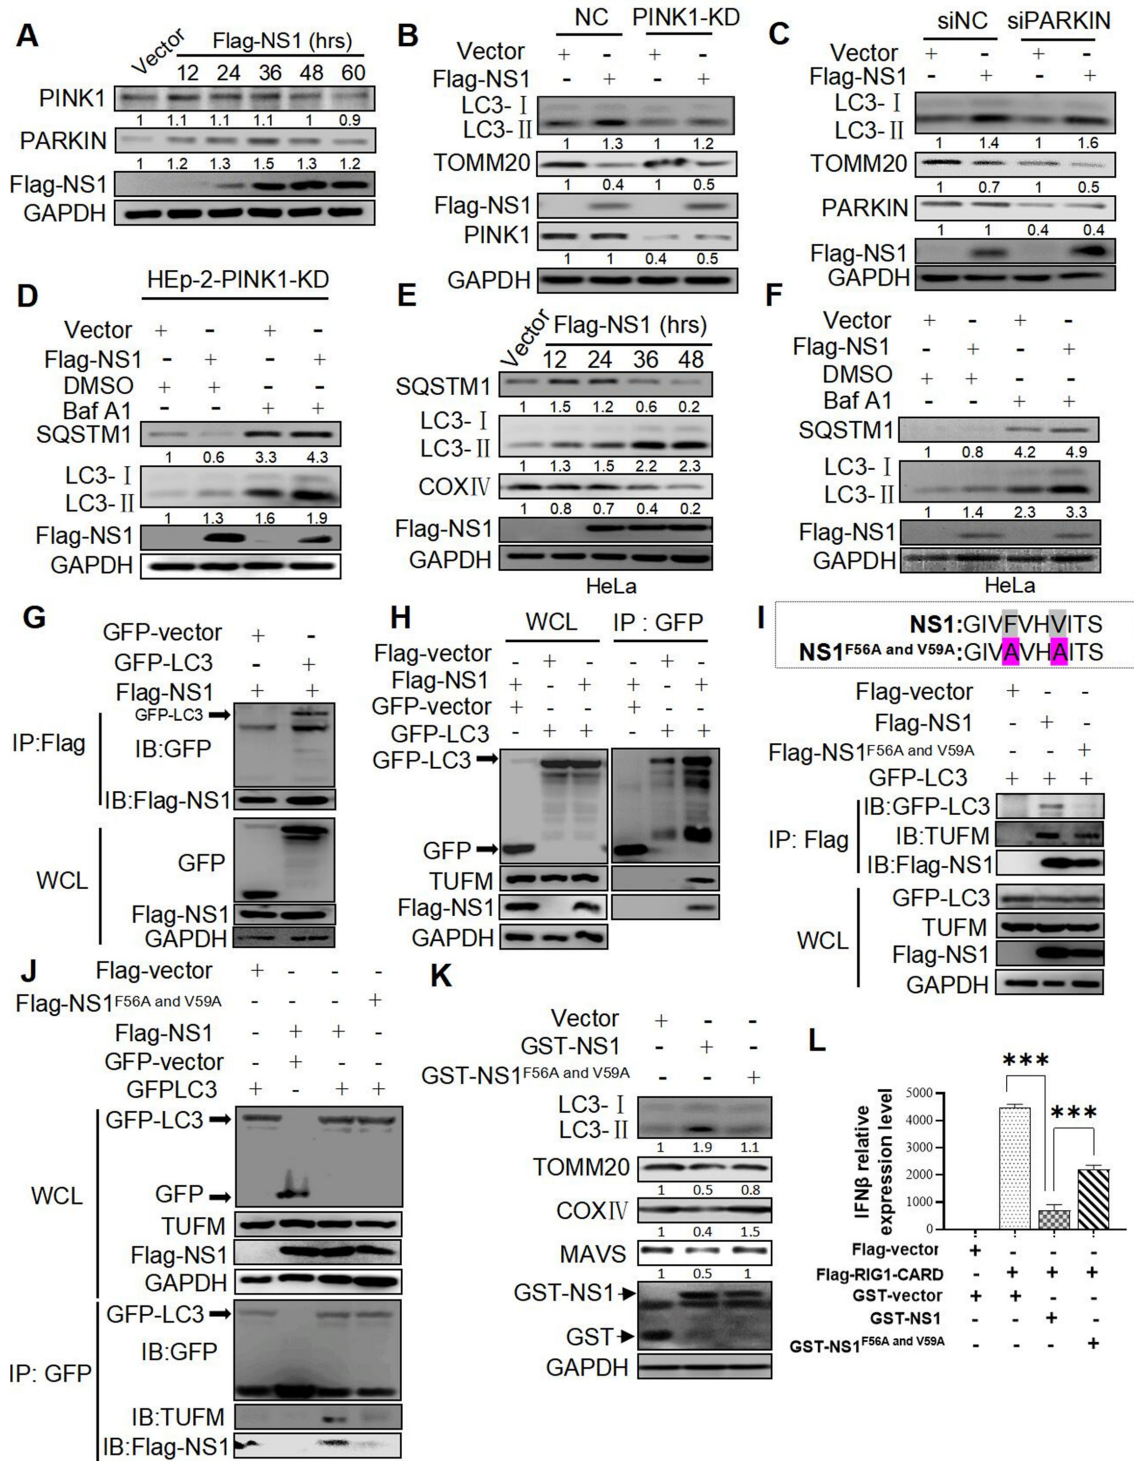 A
Vector
Flag-NS1 (hrs)
12 24 36 48 60
PINK1
1 1.1 1.1 1.1 1 0.9
PARKIN
1 1.2 1.3 1.5 1.3 1.2
Flag-NS1
GAPDH
B
NC PINK1-KD
Vector + - + -
Flag-NS1 - + - +
LC3-Ⅰ
LC3-Ⅱ
1 1.3 1 1.2
TOMM20
1 0.4 1 0.5
Flag-NS1
PINK1
1 1 0.4 0.5
GAPDH
C
siNC siPARKIN
Vector + - + -
Flag-NS1 - + - +
LC3-Ⅰ
LC3-Ⅱ
1 1.4 1 1.6
TOMM20
1 0.7 1 0.5
PARKIN
1 1 0.4 0.4
Flag-NS1
GAPDH
D
HEp-2-PINK1-KD
Vector + - + -
Flag-NS1 - + - +
DMSO + + - -
Baf A1 - - + +
SQSTM1
1 0.6 3.3 4.3
LC3-Ⅰ
LC3-Ⅱ
1 1.3 1.6 1.9
Flag-NS1
GAPDH
E
Vector
Flag-NS1 (hrs)
12 24 36 48
SQSTM1
1 1.5 1.2 0.6 0.2
LC3-Ⅰ
LC3-Ⅱ
1 1.3 1.5 2.2 2.3
COXⅣ
1 0.8 0.7 0.4 0.2
Flag-NS1
GAPDH
HeLa
F
Vector + - + -
Flag-NS1 - + - +
DMSO + + - -
Baf A1 - - + +
SQSTM1
1 0.8 4.2 4.9
LC3-Ⅰ
LC3-Ⅱ
1 1.4 2.3 3.3
Flag-NS1
GAPDH
HeLa
G
GFP-vector + -
GFP-LC3 - +
Flag-NS1 + +
GFP-LC3
IP:Flag
IB:GFP
IB:Flag-NS1
GFP
WCL
Flag-NS1
GAPDH
H
WCL IP : GFP
Flag-vector - + - - + -
Flag-NS1 + - + + - +
GFP-vector + - - + - -
GFP-LC3 - + + - + +
GFP-LC3
GFP
TUFM
Flag-NS1
GAPDH
I
NS1:GIVFVHVITS
NS1F56A and V59A:GIVAVHAITS
Flag-vector + - -
Flag-NS1 - + -
Flag-NS1F56A and V59A - - +
GFP-LC3 + + +
IB:GFP-LC3
IP: Flag
IB:TUFM
IB:Flag-NS1
GFP-LC3
TUFM
WCL
Flag-NS1
GAPDH
J
Flag-vector + - - -
Flag-NS1F56A and V59A - - - +
Flag-NS1 - + + -
GFP-vector - + - -
GFPLC3 + - + +
GFP-LC3
WCL
GFP
TUFM
Flag-NS1
GAPDH
GFP-LC3
IB:GFP
IP: GFP
IB:TUFM
IB:Flag-NS1
K
Vector + - -
GST-NS1 - + -
GST-NS1F56A and V59A - - +
LC3-Ⅰ
LC3-Ⅱ
1 1.9 1.1
TOMM20
1 0.5 0.8
COXⅣ
1 0.4 1.5
MAVS
1 0.5 1
GST-NS1
GST
GAPDH
L
***
***
IFNβ relative
expression level
5000
4000
3000
2000
1000
0
Flag-vector + - - -
Flag-RIG1-CARD - + + +
GST-vector + + - -
GST-NS1 - - + -
GST-NS1F56A and V59A - - - +